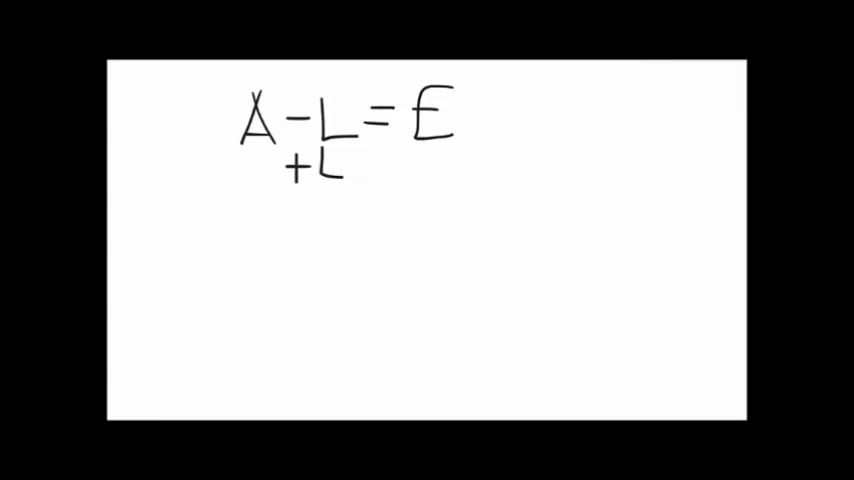 A - L = E
+ L